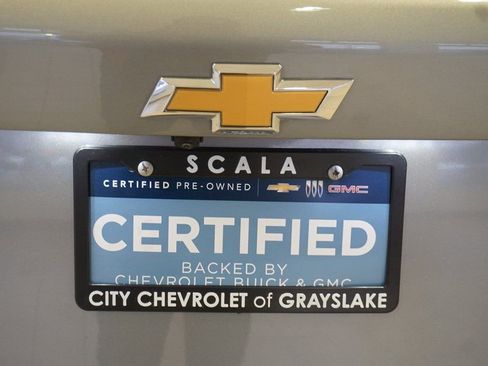 SCALA
CERTIFIED PRE-OWNED GMC
CERTIFIED
BACKED BY
CHEVROLET BUICK & GMC
CITY CHEVROLET of GRAYSLAKE